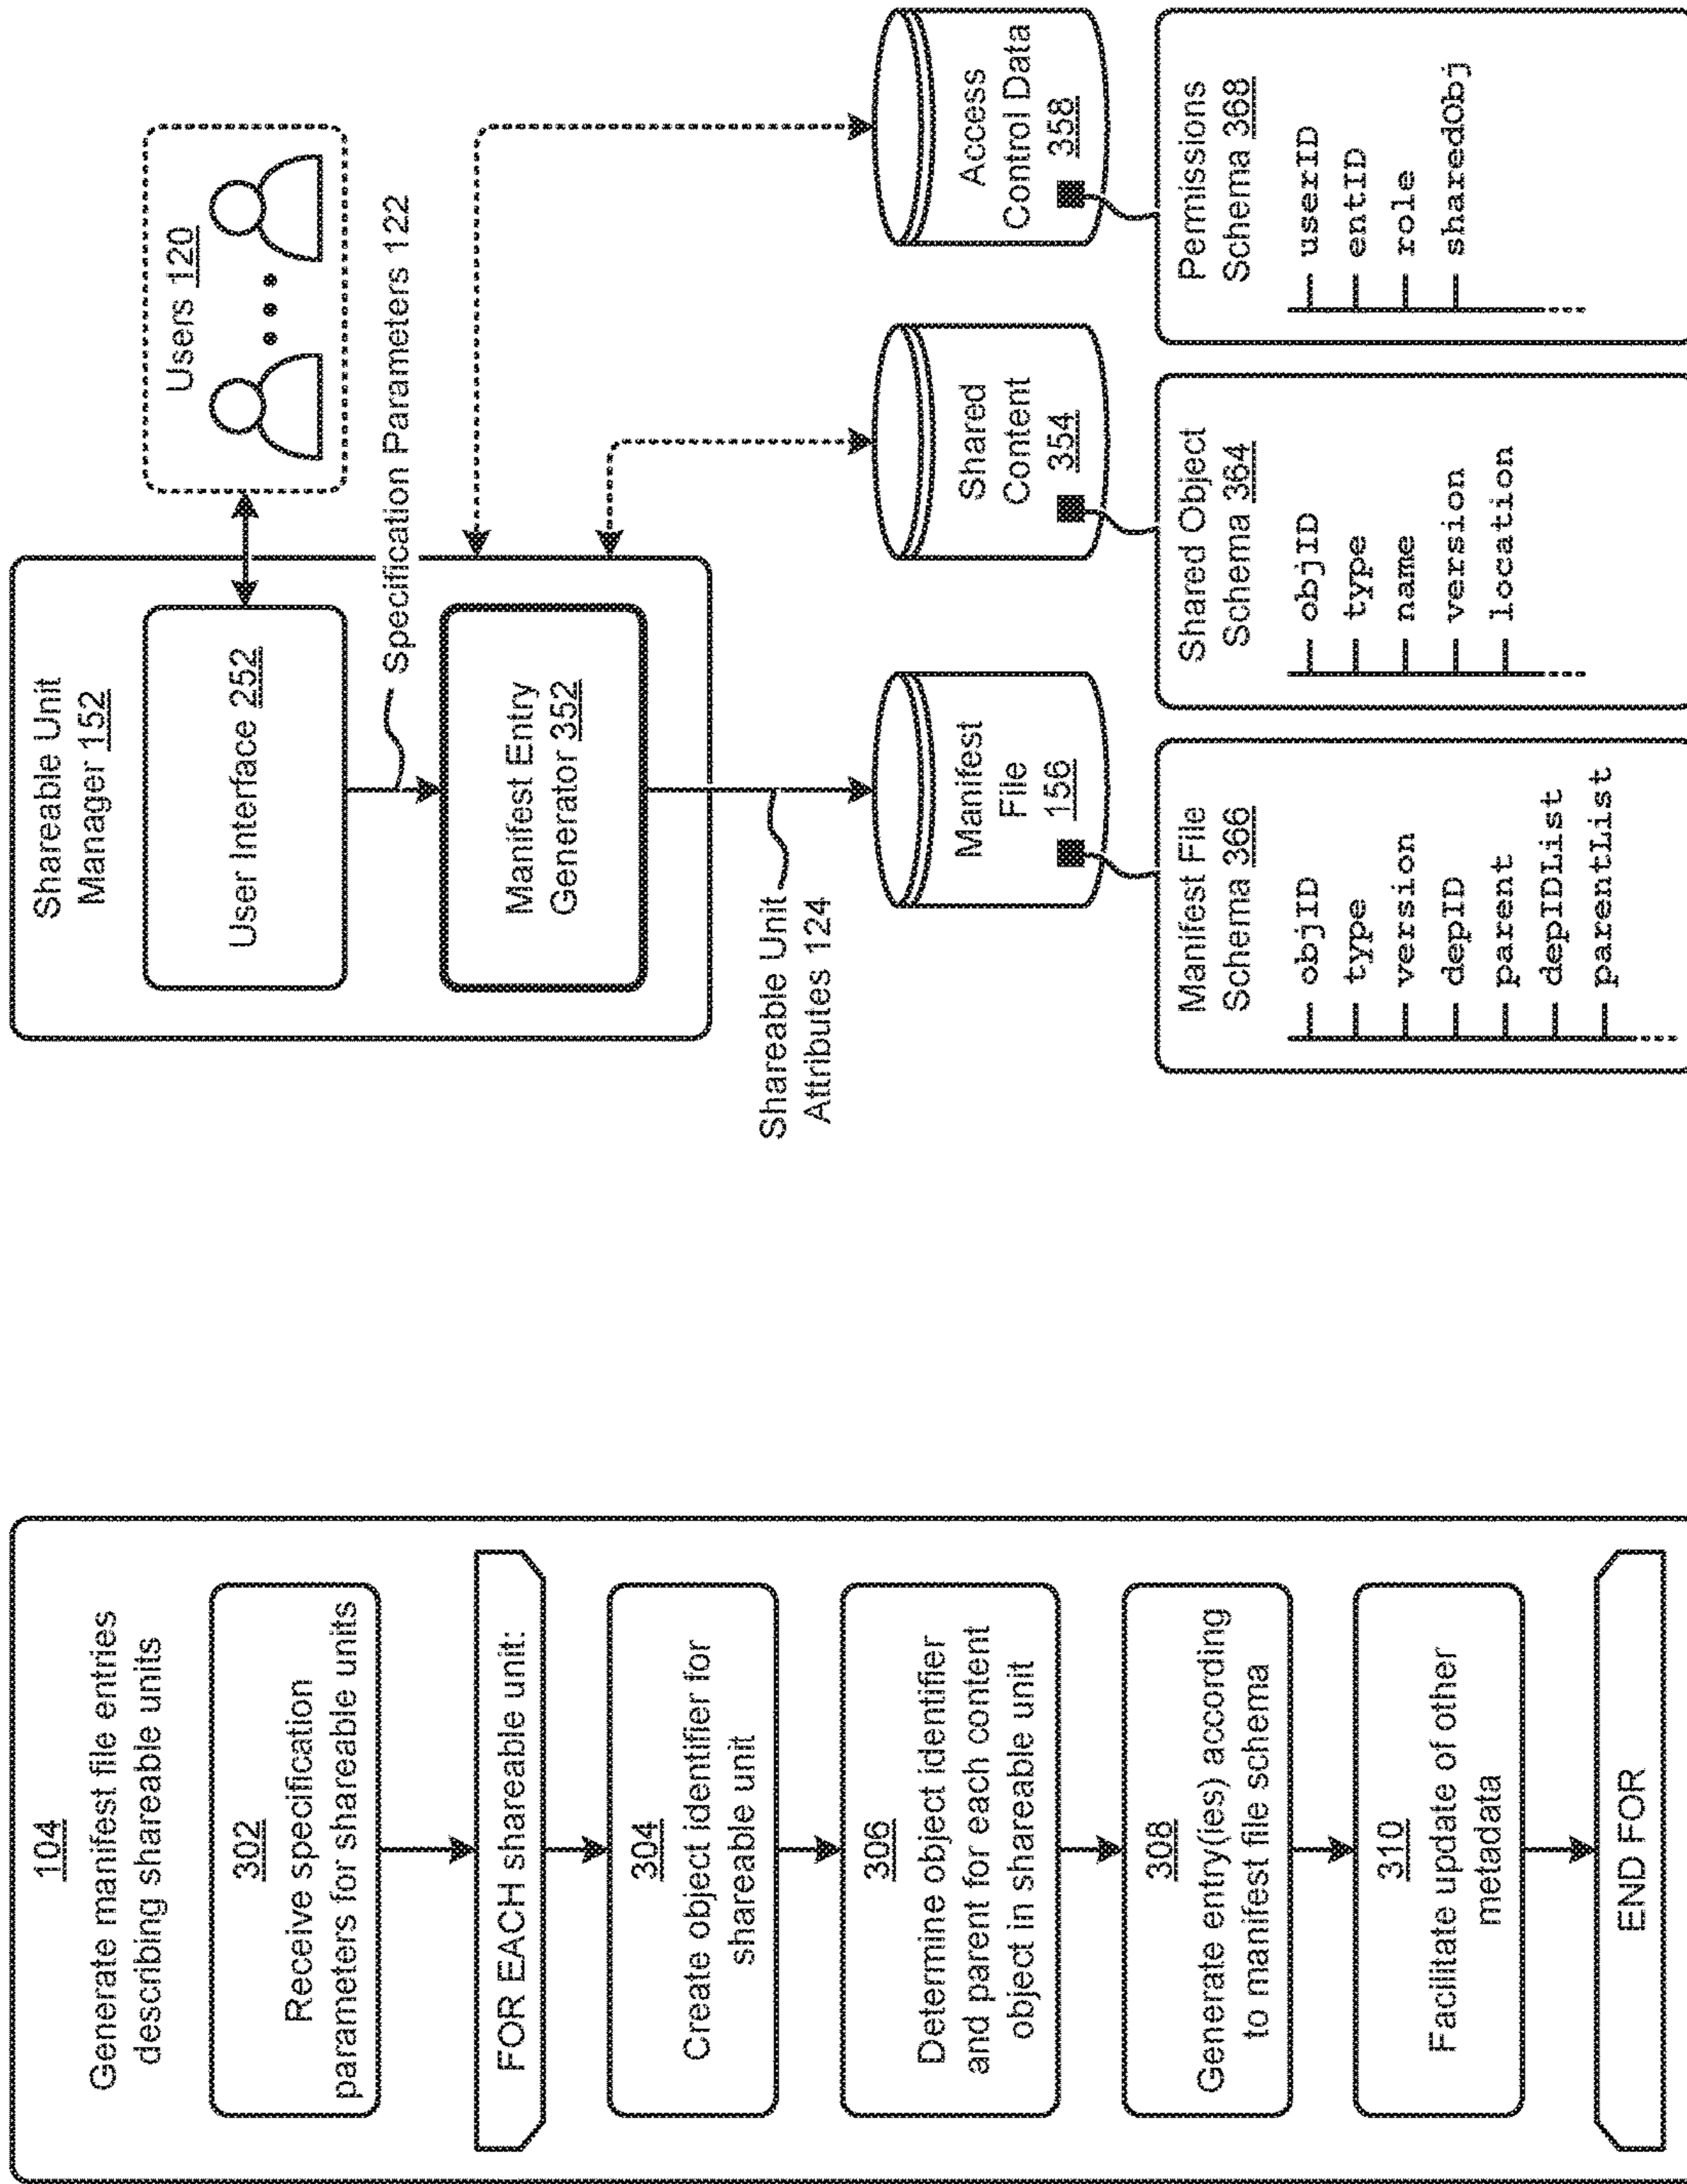 104
Generate manifest file entries
describing shareable units
302
Receive specification
parameters for shareable units
FOR EACH shareable unit:
304
Create object identifier for
shareable unit
306
Determine object identifier
and parent for each content
object in shareable unit
308
Generate entry(ies) according
to manifest file schema
310
Facilitate update of other
metadata
END FOR
Shareable Unit
Manager 152
User Interface 252
Users 120
Specification Parameters 122
Manifest Entry
Generator 352
Shareable Unit
Attributes 124
Manifest
File
156
Shared
Content
354
Access
Control Data
358
Manifest File
Schema 366
objID
type
version
depID
parent
depIDList
parentList
Shared Object
Schema 364
objID
type
name
version
location
Permissions
Schema 368
userID
entID
role
sharedObj